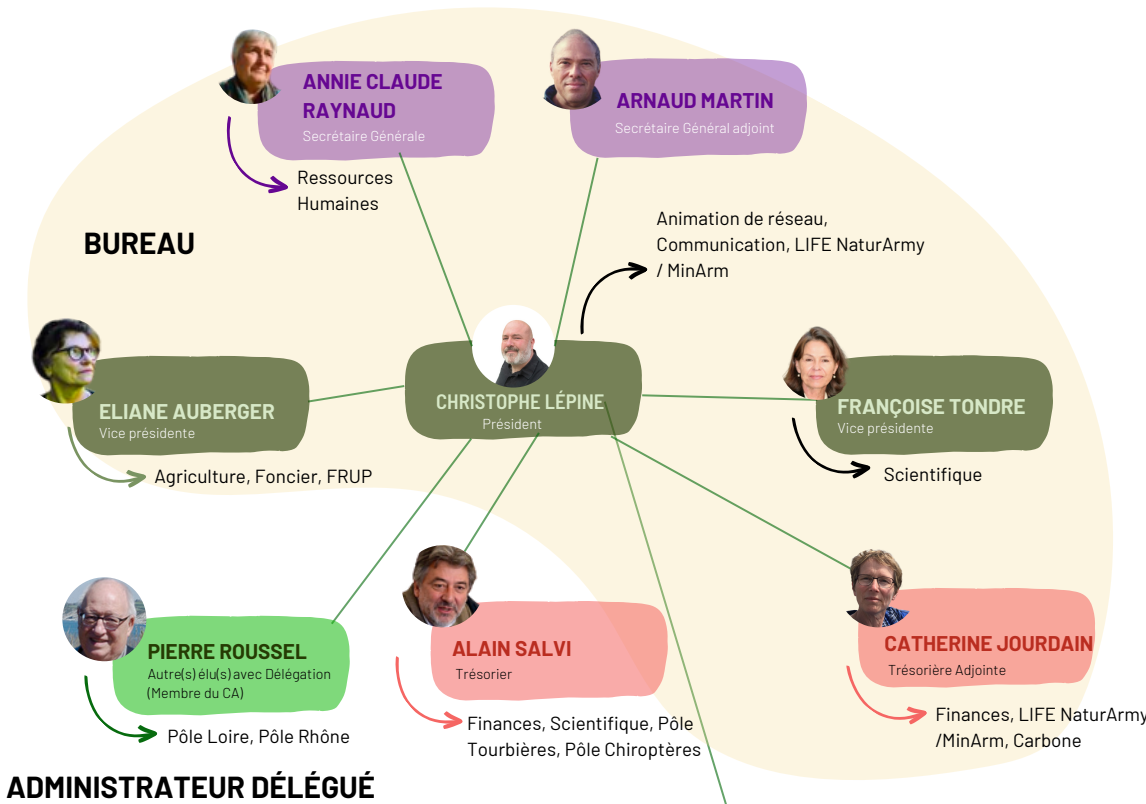 ANNIE CLAUDE
RAYNAUD
Secrétaire Générale
Ressources
Humaines
ARNAUD MARTIN
Secrétaire Général adjoint
BUREAU
Animation de réseau,
Communication, LIFE NaturArmy
/ MinArm
CHRISTOPHE LÉPINE
Président
ELIANE AUBERGER
Vice présidente
Agriculture, Foncier, FRUP
FRANÇOISE TONDRE
Vice présidente
Scientifique
PIERRE ROUSSEL
Autre(s) élu(s) avec Délégation
(Membre du CA)
Pôle Loire, Pôle Rhône
ALAIN SALVI
Trésorier
Finances, Scientifique, Pôle
Tourbières, Pôle Chiroptères
CATHERINE JOURDAIN
Trésorière Adjointe
Finances, LIFE NaturArmy
/MinArm, Carbone
ADMINISTRATEUR DÉLÉGUÉ